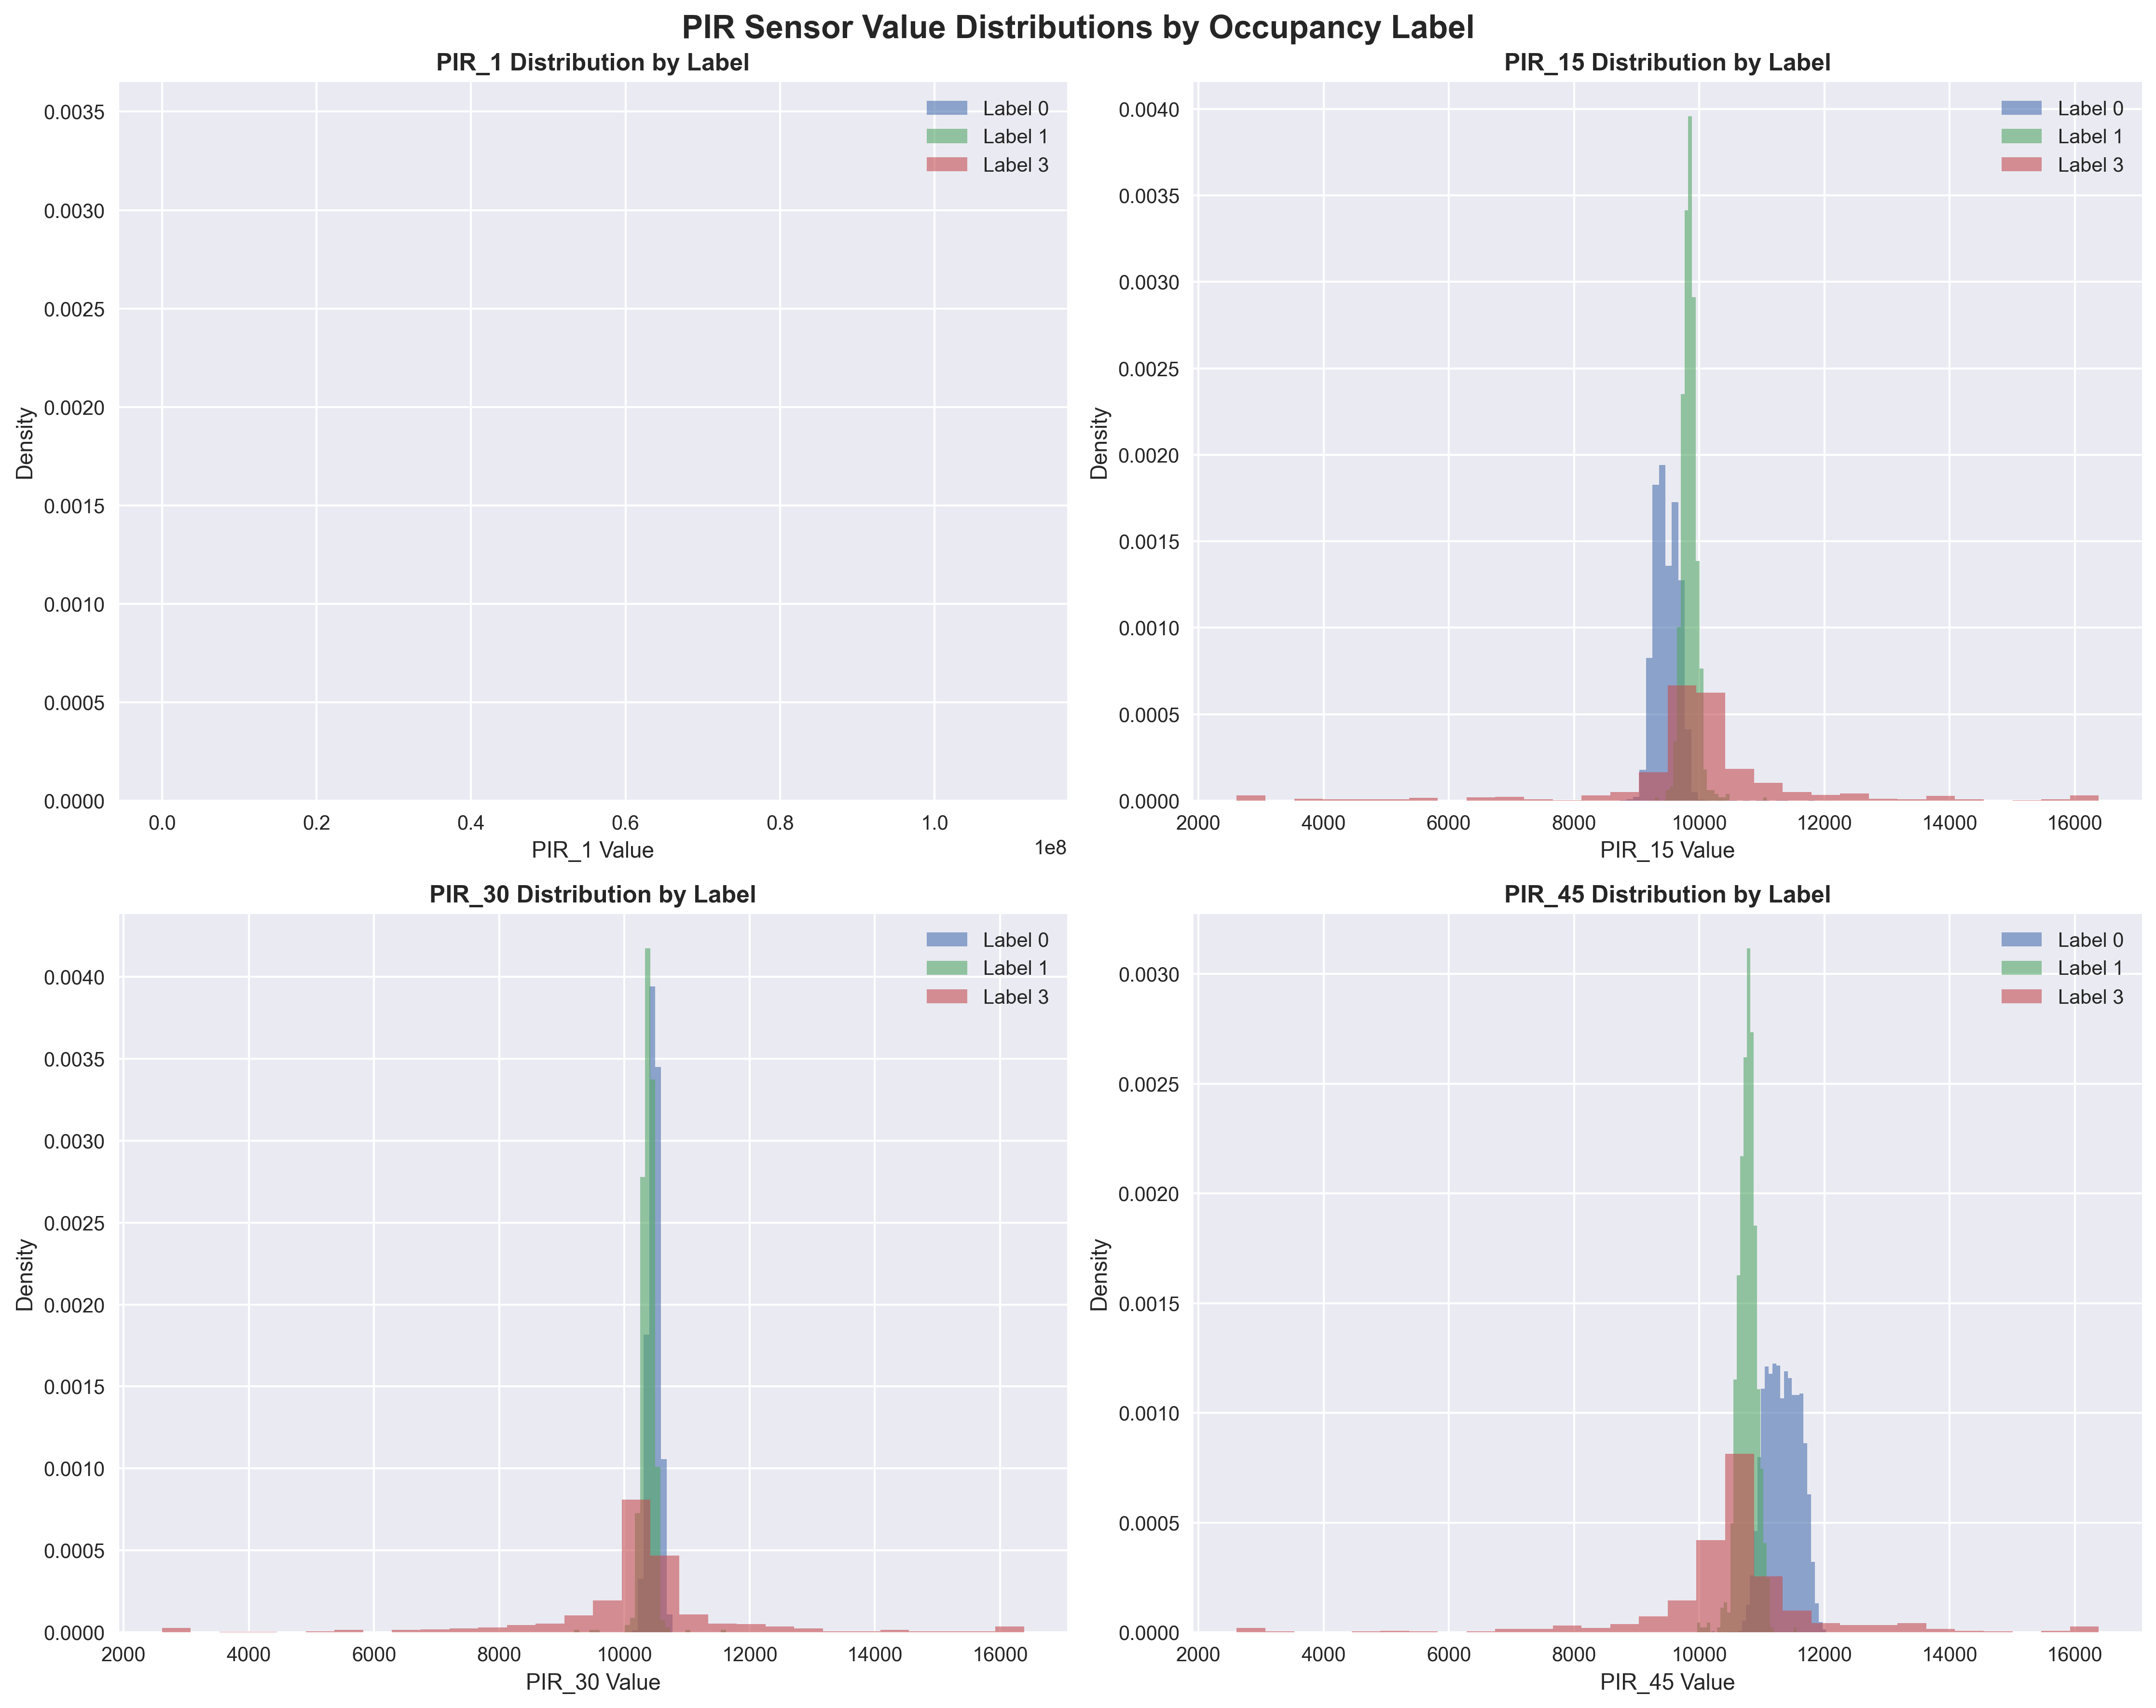 PIR Sensor Value Distributions by Occupancy Label
PIR_1 Distribution by Label
0.0035
0.0030
0.0025
0.0020
0.0015
0.0010
0.0005
0.0000
Density
Label 0
Label 1
Label 3
0.0 0.2 0.4 0.6 0.8 1.0
1e8
PIR_1 Value
PIR_15 Distribution by Label
0.0040
0.0035
0.0030
0.0025
0.0020
0.0015
0.0010
0.0005
0.0000
Density
Label 0
Label 1
Label 3
2000 4000 6000 8000 10000 12000 14000 16000
PIR_15 Value
PIR_30 Distribution by Label
0.0040
0.0035
0.0030
0.0025
0.0020
0.0015
0.0010
0.0005
0.0000
Density
Label 0
Label 1
Label 3
2000 4000 6000 8000 10000 12000 14000 16000
PIR_30 Value
PIR_45 Distribution by Label
0.0030
0.0025
0.0020
0.0015
0.0010
0.0005
0.0000
Density
Label 0
Label 1
Label 3
2000 4000 6000 8000 10000 12000 14000 16000
PIR_45 Value